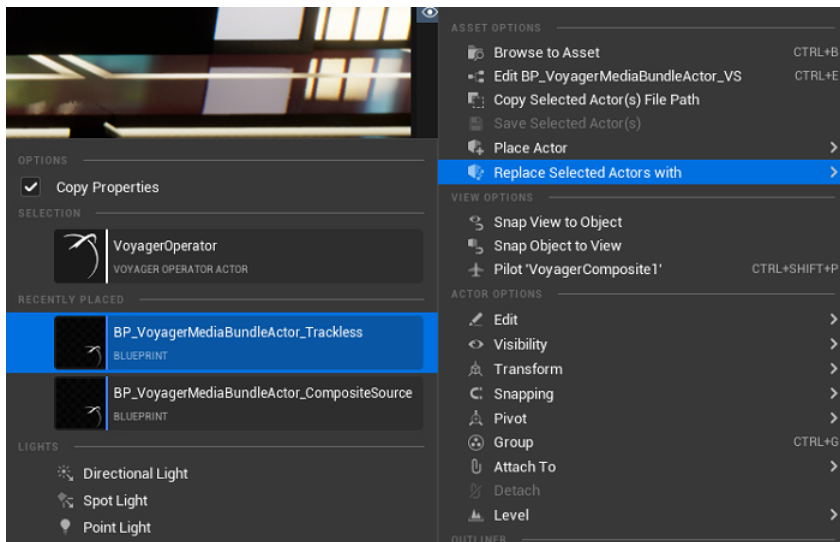 OPTIONS
Copy Properties
SELECTION
VoyagerOperator
VOYAGER OPERATOR ACTOR
RECENTLY PLACED
BP_VoyagerMediaBundleActor_Trackless
BLUEPRINT
BP_VoyagerMediaBundleActor_CompositeSource
BLUEPRINT
LIGHTS
Directional Light
Spot Light
Point Light
ASSET OPTIONS
Browse to Asset CTRL+B
Edit BP_VoyagerMediaBundleActor_VS CTRL+E
Copy Selected Actor(s) File Path
Save Selected Actor(s)
Place Actor
Replace Selected Actors with
VIEW OPTIONS
Snap View to Object
Snap Object to View
Pilot 'VoyagerComposite1' CTRL+SHIFT+P
ACTOR OPTIONS
Edit
Visibility
Transform
Snapping
Pivot
Group CTRL+G
Attach To
Detach
Level
OUTLINER